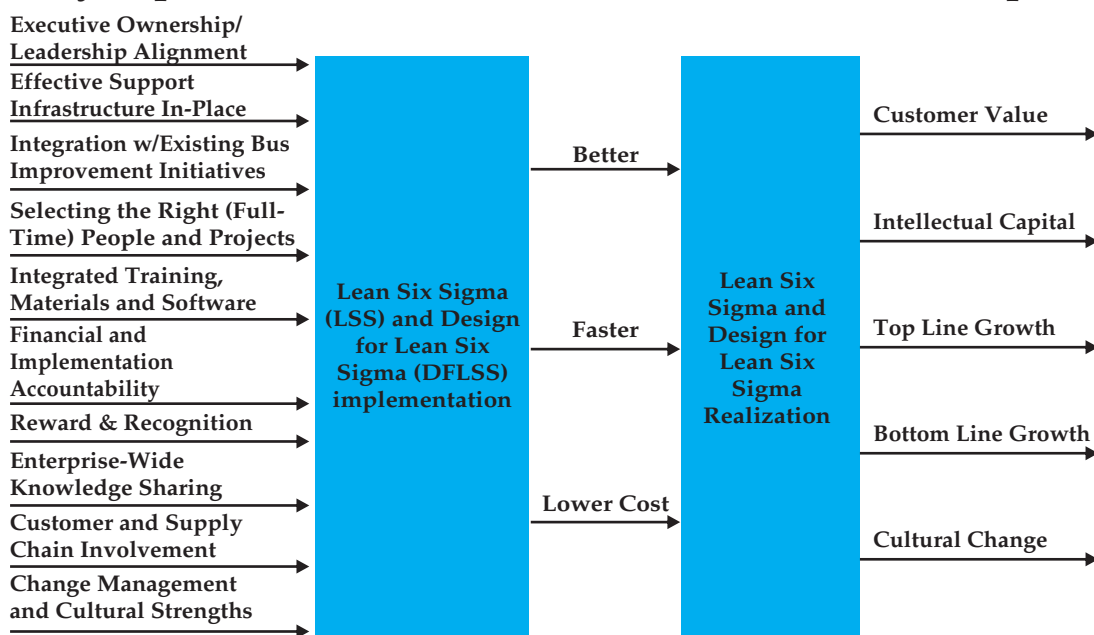 Executive Ownership/
Leadership Alignment
Effective Support
Infrastructure In-Place
Integration w/Existing Bus
Improvement Initiatives
Selecting the Right (Full-
Time) People and Projects
Integrated Training,
Materials and Software
Financial and
Implementation
Accountability
Reward & Recognition
Enterprise-Wide
Knowledge Sharing
Customer and Supply
Chain Involvement
Change Management
and Cultural Strengths
Lean Six Sigma
(LSS) and Design
for Lean Six
Sigma (DFLSS)
implementation
Better
Faster
Lower Cost
Lean Six
Sigma and
Design for
Lean Six
Sigma
Realization
Customer Value
Intellectual Capital
Top Line Growth
Bottom Line Growth
Cultural Change